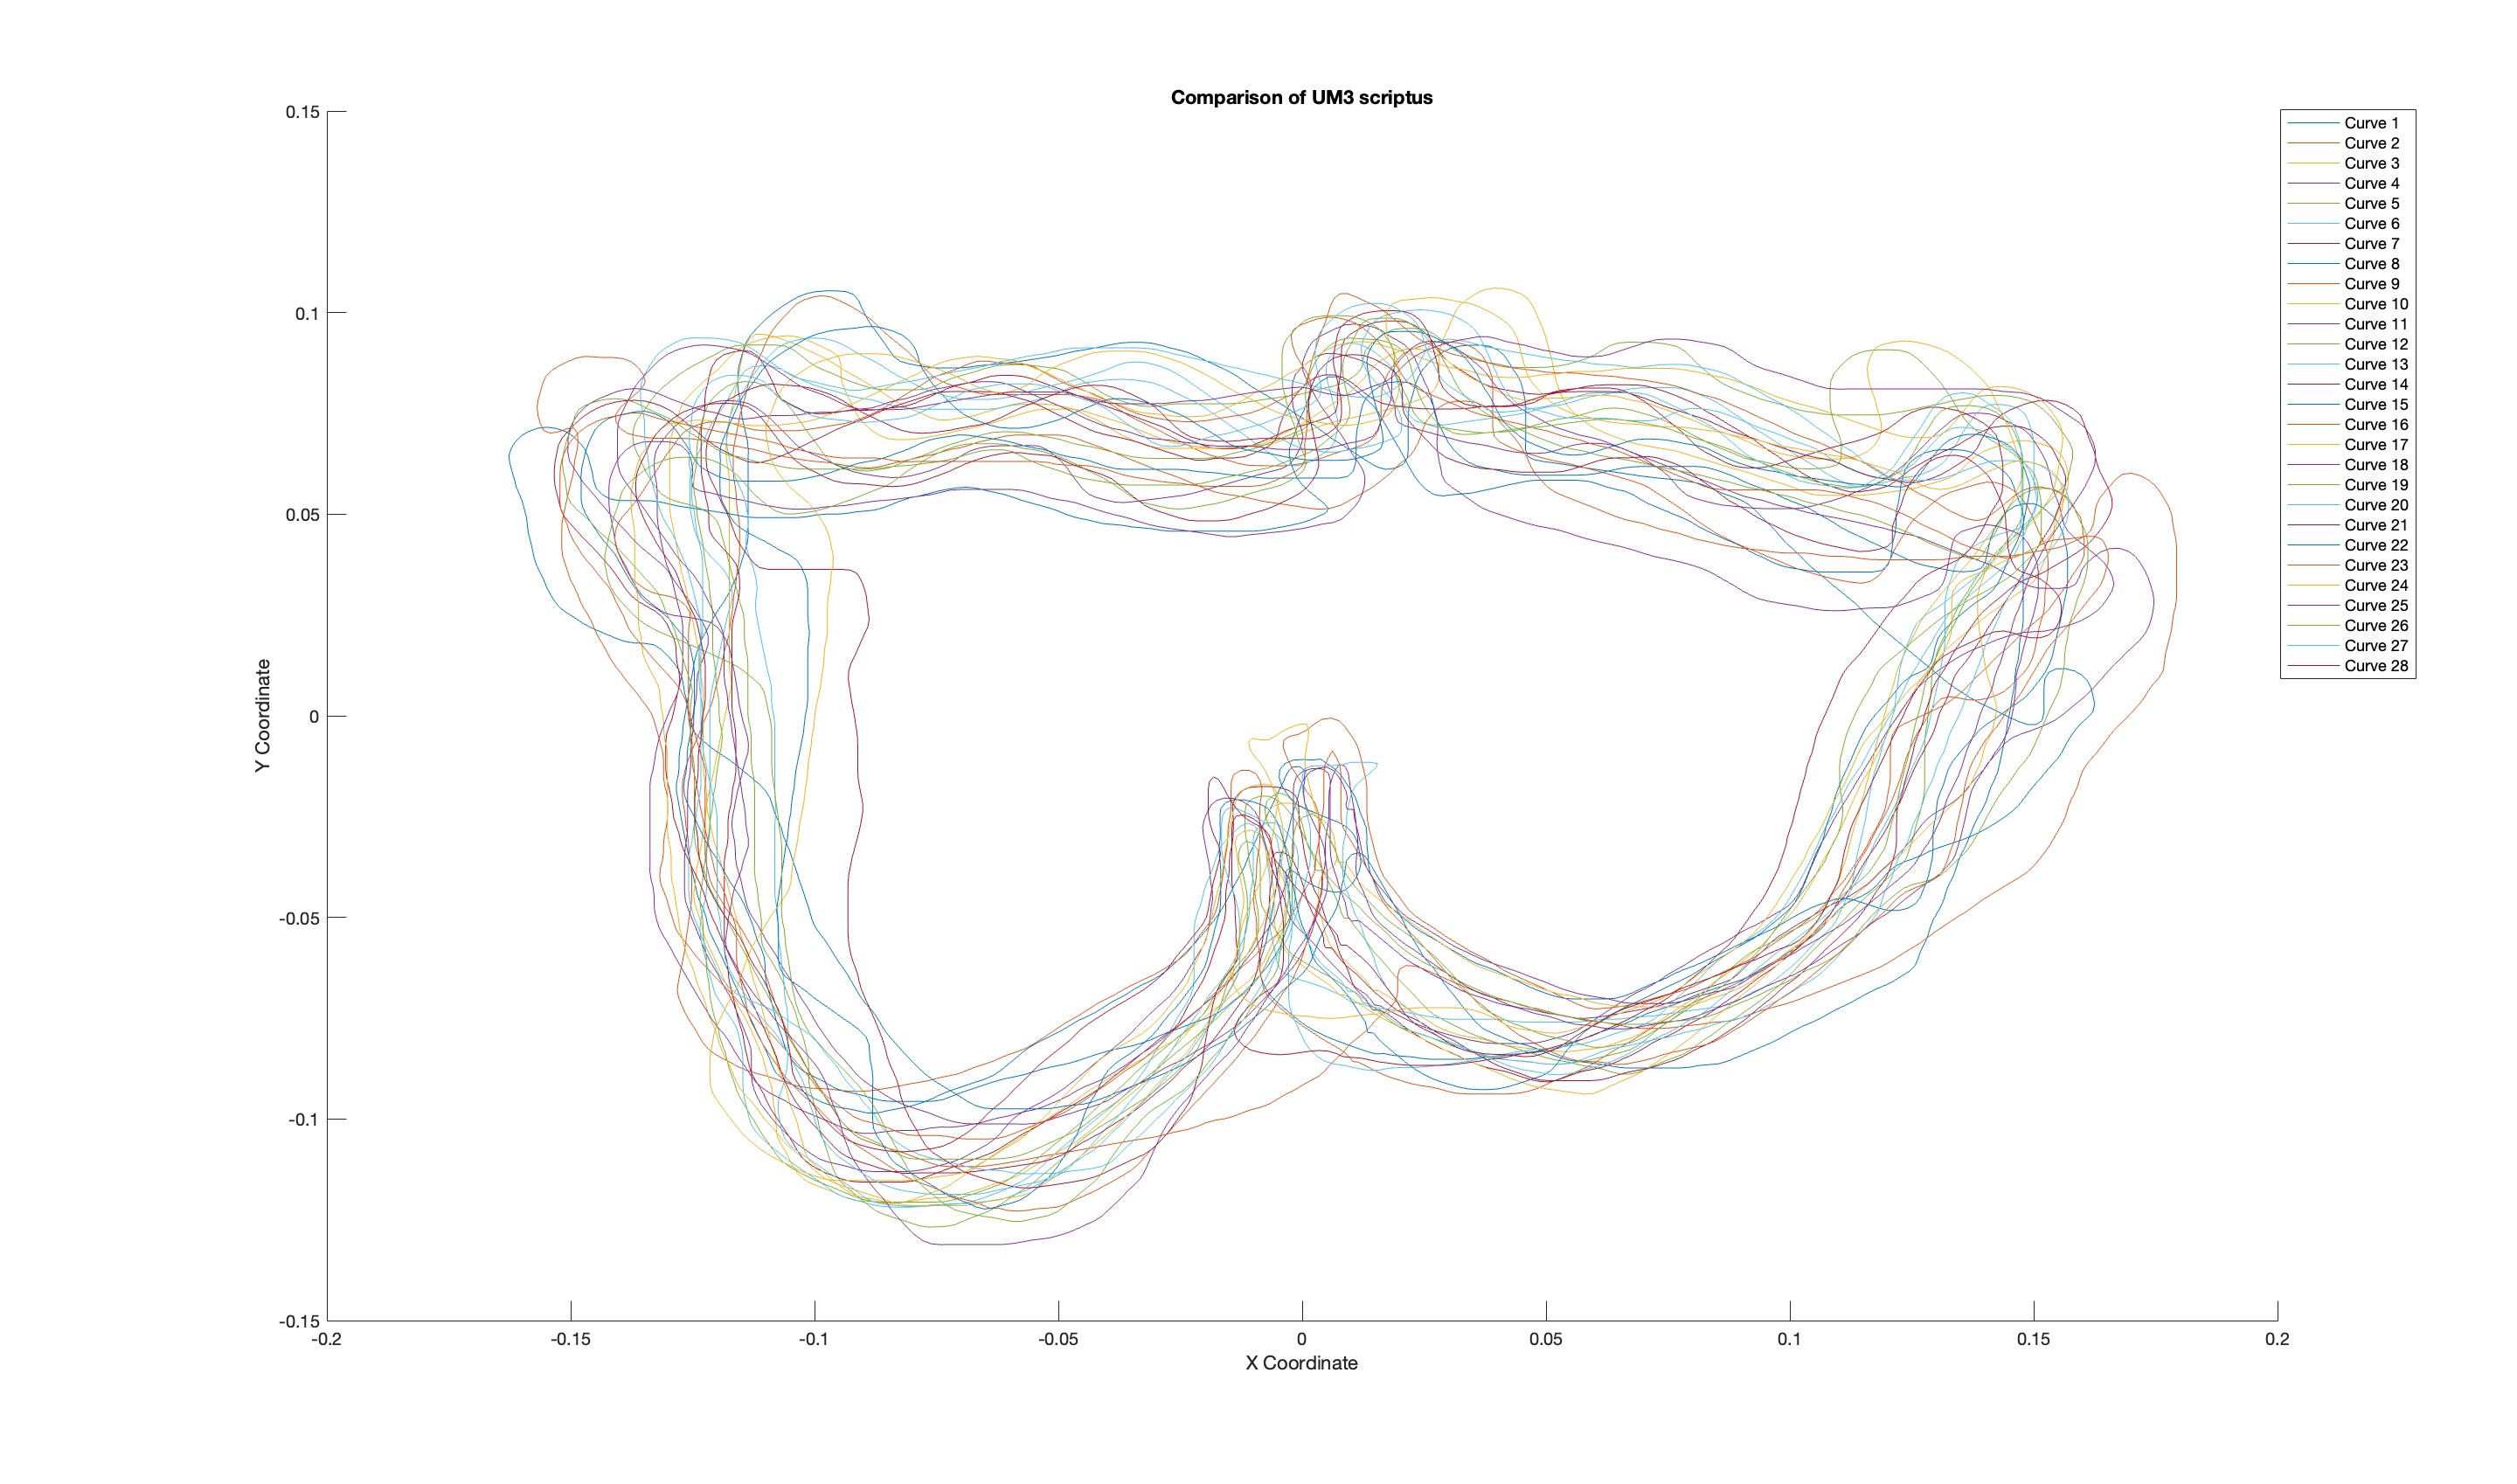 Comparison of UM3 scriptus
0.15
0.1
0.05
0
-0.05
-0.1
-0.15
Y Coordinate
-0.2
-0.15
-0.1
-0.05
0
0.05
0.1
0.15
0.2
X Coordinate
Curve 1
Curve 2
Curve 3
Curve 4
Curve 5
Curve 6
Curve 7
Curve 8
Curve 9
Curve 10
Curve 11
Curve 12
Curve 13
Curve 14
Curve 15
Curve 16
Curve 17
Curve 18
Curve 19
Curve 20
Curve 21
Curve 22
Curve 23
Curve 24
Curve 25
Curve 26
Curve 27
Curve 28